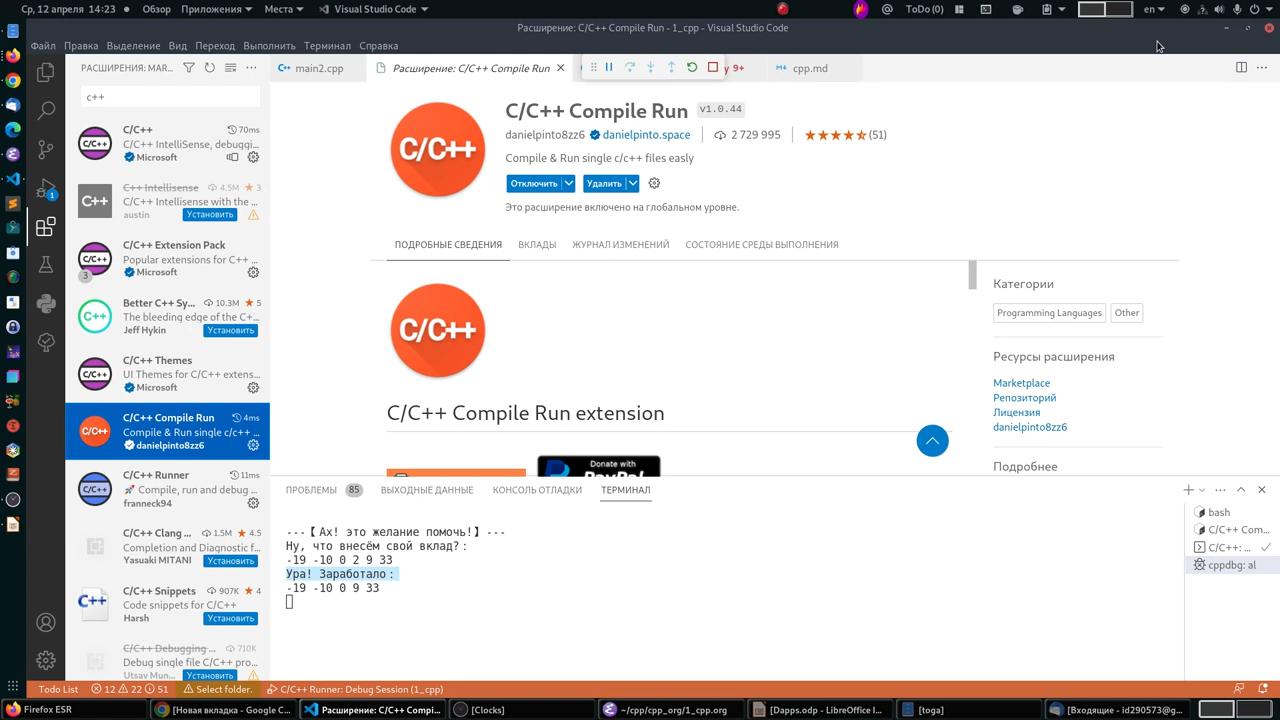 Ср, 12 апреля 14:23
Обзор
Приложения
Места
Visual Studio Code
ToDo (0)
en
Расширение: C/C++ Compile Run - 1_cpp - Visual Studio Code
Файл Правка Выделение Вид Переход Выполнить Терминал Справка
РАСШИРЕНИЯ: MAR...
main2.cpp
Расширение: C/C++ Compile Run
y 9+
cpp.md
c++
C/C++ 70ms
C/C++ IntelliSense, debuggi...
Microsoft
C++ Intellisense 4.5M 3
C/C++ Intellisense with the ...
austin Установить
C/C++ Extension Pack
Popular extensions for C++ ...
Microsoft
3
Better C++ Sy... 10.3M 5
The bleeding edge of the C+...
Jeff Hykin Установить
C/C++ Themes
UI Themes for C/C++ extens...
Microsoft
C/C++ Compile Run 4ms
Compile & Run single c/c++ ...
danielpinto8zz6
C/C++ Runner 11ms
Compile, run and debug ...
franneck94
C/C++ Clang ... 1.5M 4.5
Completion and Diagnostic f...
Yasuaki MITANI Установить
C/C++ Snippets 907K 4
Code snippets for C/C++
Harsh Установить
C/C++ Debugging ... 710K
Debug single file C/C++ pro...
Utsav Mun... Установить
1
C/C++
C/C++ Compile Run v1.0.44
danielpinto8zz6 danielpinto.space 2 729 995 (51)
Compile & Run single c/c++ files easily
Отключить Удалить
Это расширение включено на глобальном уровне.
ПОДРОБНЫЕ СВЕДЕНИЯ ВКЛАДЫ ЖУРНАЛ ИЗМЕНЕНИЙ СОСТОЯНИЕ СРЕДЫ ВЫПОЛНЕНИЯ
C/C++
C/C++ Compile Run extension
Donate with
PayPal
Категории
Programming Languages Other
Ресурсы расширения
Marketplace
Репозиторий
Лицензия
danielpinto8zz6
Подробнее
ПРОБЛЕМЫ 85 ВЫХОДНЫЕ ДАННЫЕ КОНСОЛЬ ОТЛАДКИ ТЕРМИНАЛ
---【 Ах! это желание помочь!】---
Ну, что внесём свой вклад?：
-19 -10 0 2 9 33
Ура! Заработало：
-19 -10 0 9 33
bash
C/C++ Com...
C/C++: ...
cppdbg: al
Todo List 12 22 51 Select folder. C/C++ Runner: Debug Session (1_cpp)
Firefox ESR
[Новая вкладка - Google C...
Расширение: C/C++ Compi...
[Clocks]
~/cpp/cpp_org/1_cpp.org
[Dapps.odp - LibreOffice I...
[toga]
[Входящие - id290573@g...